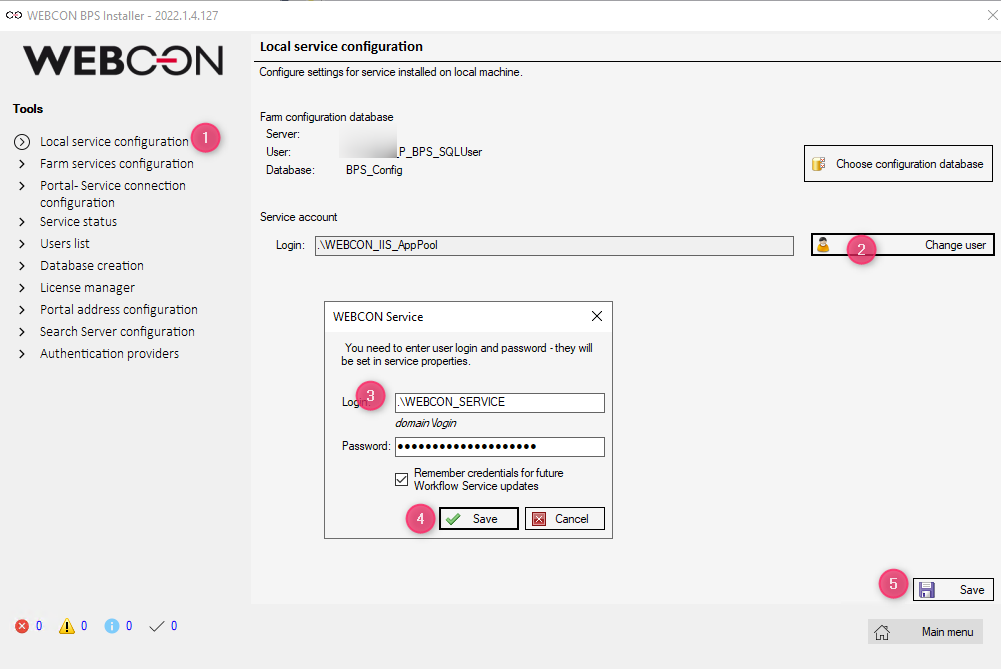 WEBCON BPS Installer - 2022.1.4.127
WEBCON
Tools
Local service configuration
1
Farm services configuration
Portal- Service connection
configuration
Service status
Users list
Database creation
License manager
Portal address configuration
Search Server configuration
Authentication providers
Local service configuration
Configure settings for service installed on local machine.
Farm configuration database
Server:
User: _P_BPS_SQLUser
Database: BPS_Config
Choose configuration database
Service account
Login: .\WEBCON_IIS_AppPool
2
Change user
WEBCON Service
You need to enter user login and password - they will
be set in service properties.
Login:
3
.\WEBCON_SERVICE
domain\login
Password: ••••••••••••••••••••
Remember credentials for future
Workflow Service updates
4
Save
Cancel
5
Save
0 0 0 0
Main menu